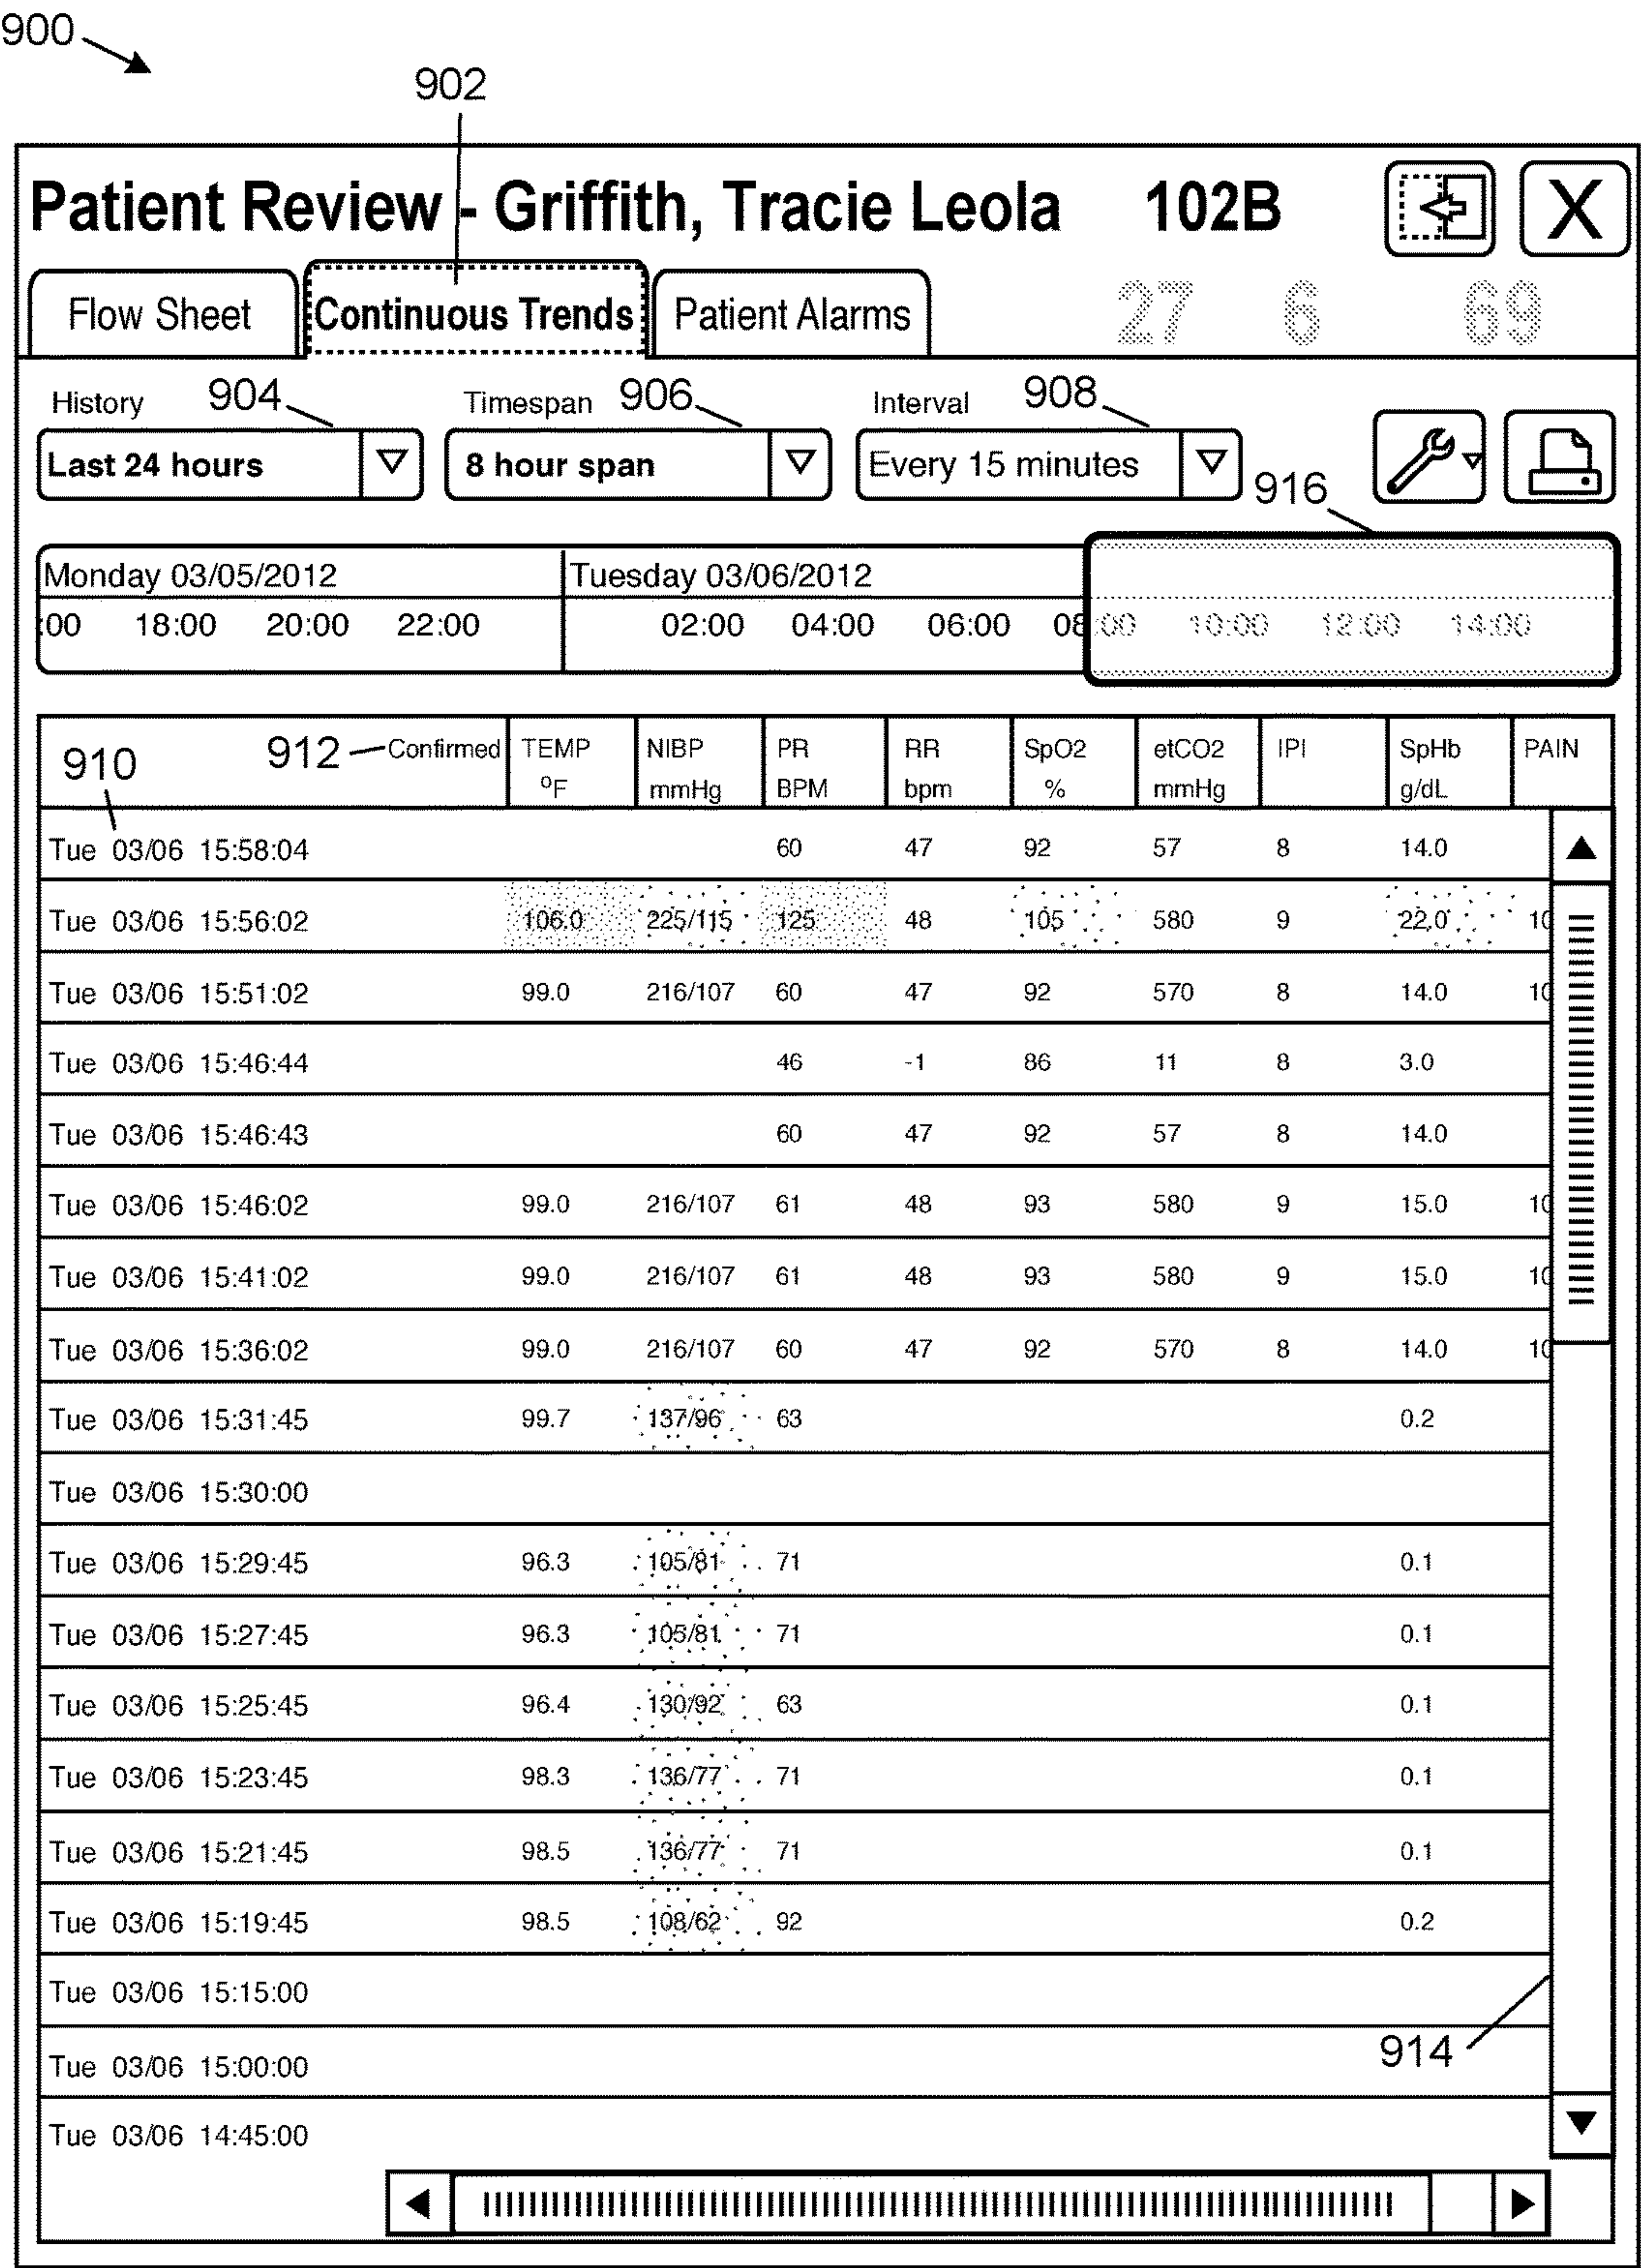 900
902
Patient Review - Griffith, Tracie Leola 102B X
Flow Sheet Continuous Trends Patient Alarms 27 6 69
History 904 Timespan 906 Interval 908
Last 24 hours 8 hour span Every 15 minutes
916
Monday 03/05/2012 Tuesday 03/06/2012
:00 18:00 20:00 22:00 02:00 04:00 06:00 08:00 10:00 12:00 14:00
910 912 Confirmed TEMP NIBP PR RR SpO2 etCO2 IPI SpHb PAIN
ºF mmHg BPM bpm % mmHg g/dL
Tue 03/06 15:58:04 60 47 92 57 8 14.0
Tue 03/06 15:56:02 106.0 225/115 125 48 105 580 9 22.0 10
Tue 03/06 15:51:02 99.0 216/107 60 47 92 570 8 14.0 10
Tue 03/06 15:46:44 46 -1 86 11 8 3.0
Tue 03/06 15:46:43 60 47 92 57 8 14.0
Tue 03/06 15:46:02 99.0 216/107 61 48 93 580 9 15.0 10
Tue 03/06 15:41:02 99.0 216/107 61 48 93 580 9 15.0 10
Tue 03/06 15:36:02 99.0 216/107 60 47 92 570 8 14.0 10
Tue 03/06 15:31:45 99.7 137/96 63 0.2
Tue 03/06 15:30:00
Tue 03/06 15:29:45 96.3 105/81 71 0.1
Tue 03/06 15:27:45 96.3 105/81 71 0.1
Tue 03/06 15:25:45 96.4 130/92 63 0.1
Tue 03/06 15:23:45 98.3 136/77 71 0.1
Tue 03/06 15:21:45 98.5 136/77 71 0.1
Tue 03/06 15:19:45 98.5 108/62 92 0.2
Tue 03/06 15:15:00
Tue 03/06 15:00:00
914
Tue 03/06 14:45:00